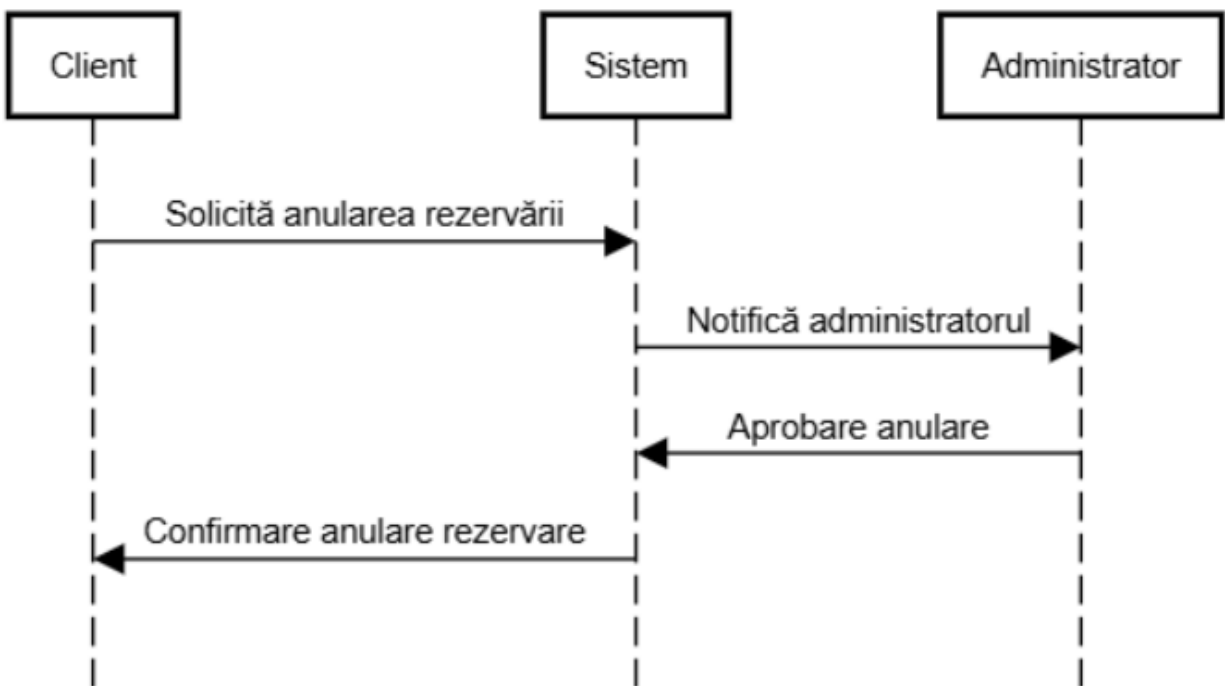 Client
Sistem
Administrator
Solicită anularea rezervării
Notifică administratorul
Aprobare anulare
Confirmare anulare rezervare